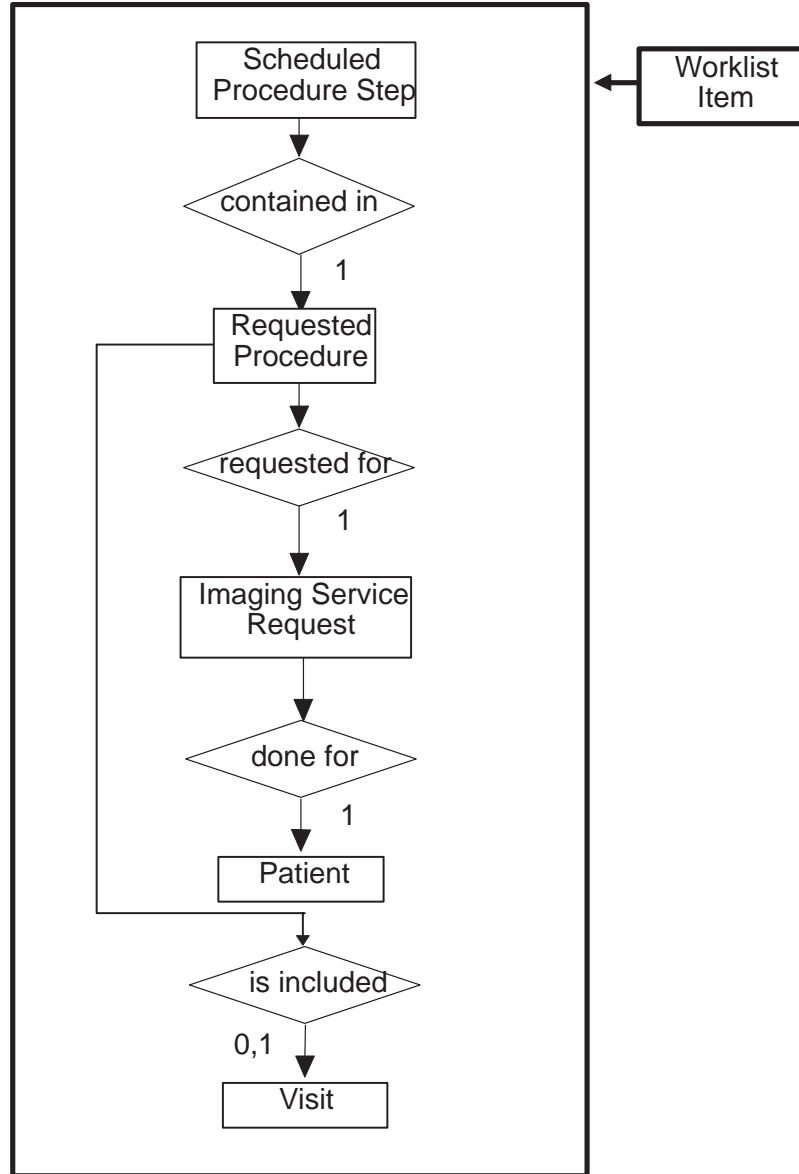 Scheduled
Procedure Step
Worklist
Item
contained in
1
Requested
Procedure
requested for
1
Imaging Service
Request
done for
1
Patient
is included
0,1
Visit